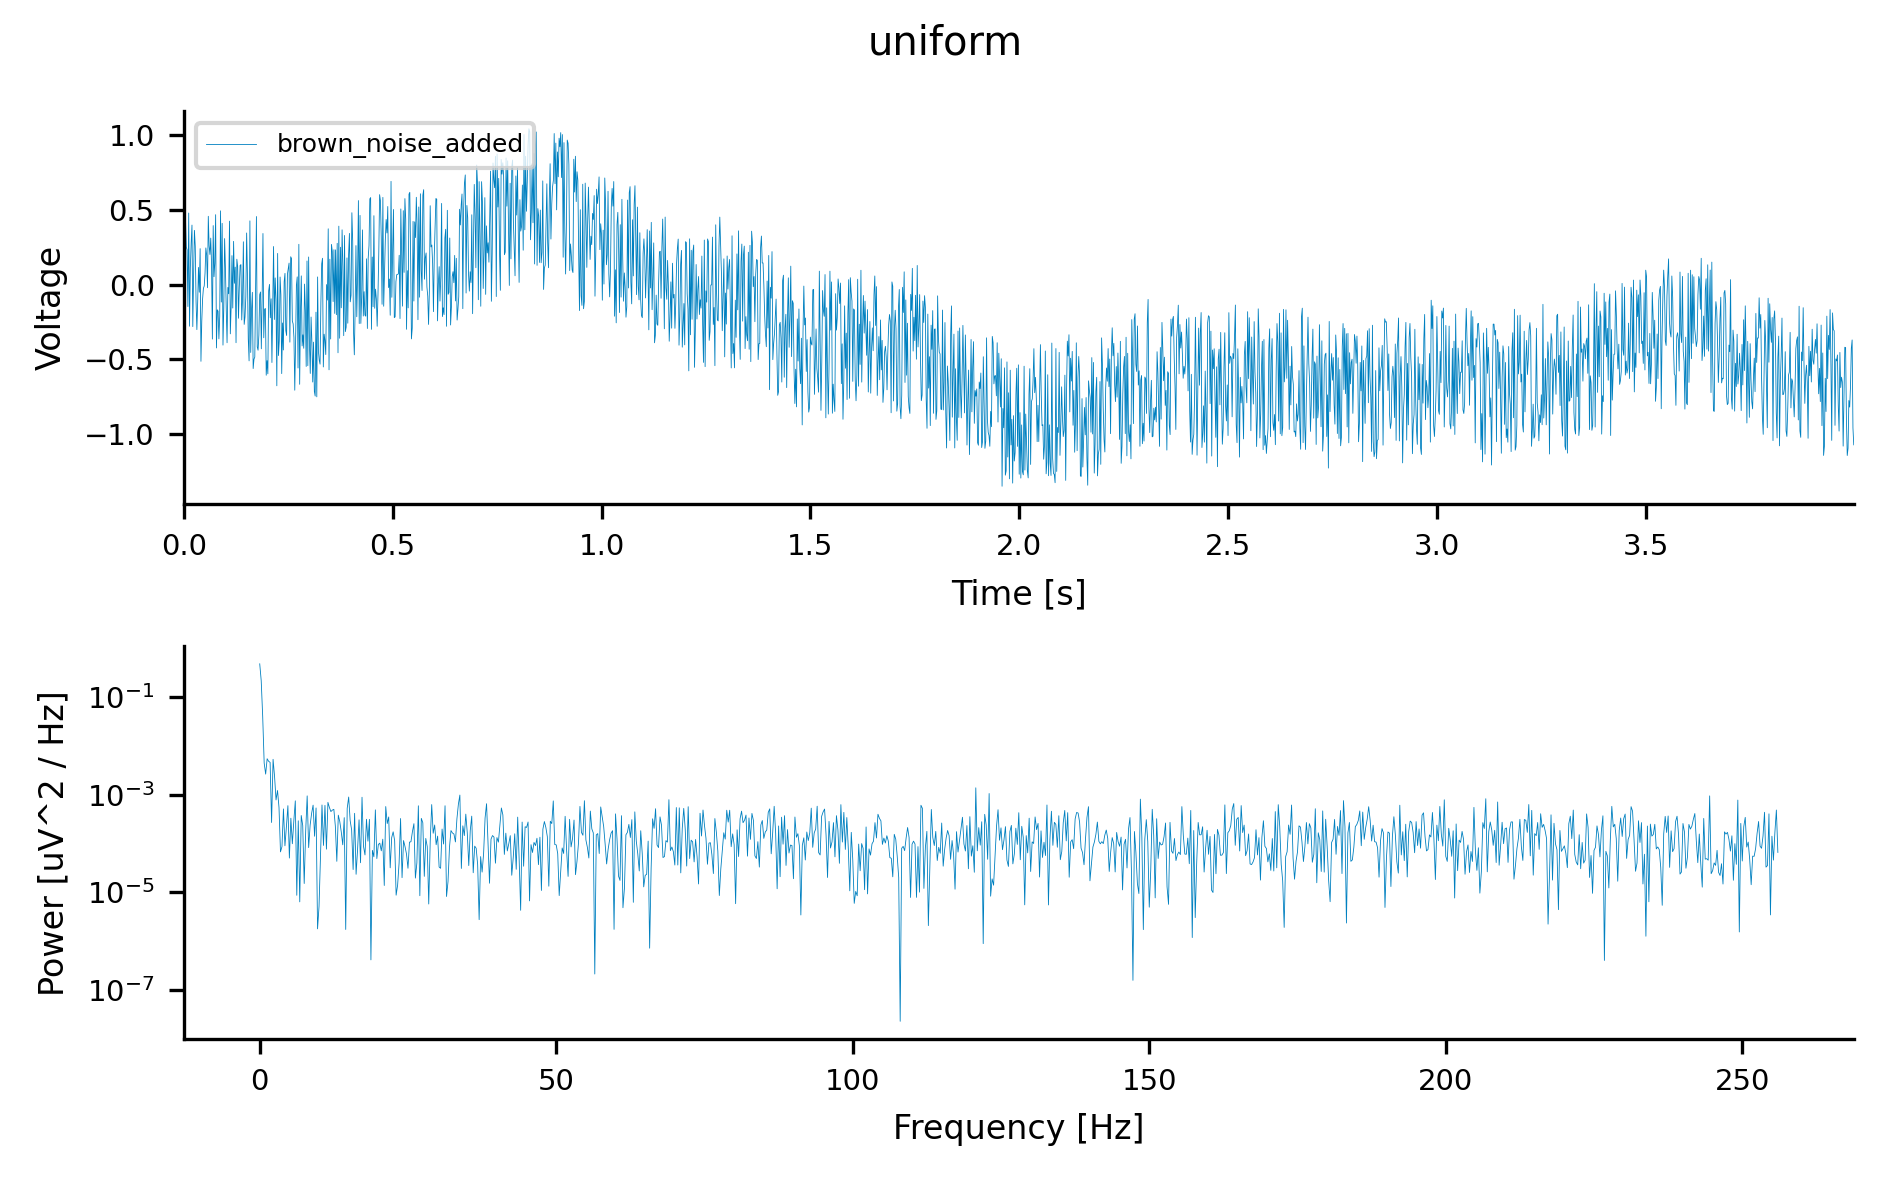 uniform
brown_noise_added
1.0
0.5
0.0
−0.5
−1.0
Voltage
0.0 0.5 1.0 1.5 2.0 2.5 3.0 3.5
Time [s]
10⁻¹
10⁻³
10⁻⁵
10⁻⁷
Power [uV^2 / Hz]
0 50 100 150 200 250
Frequency [Hz]